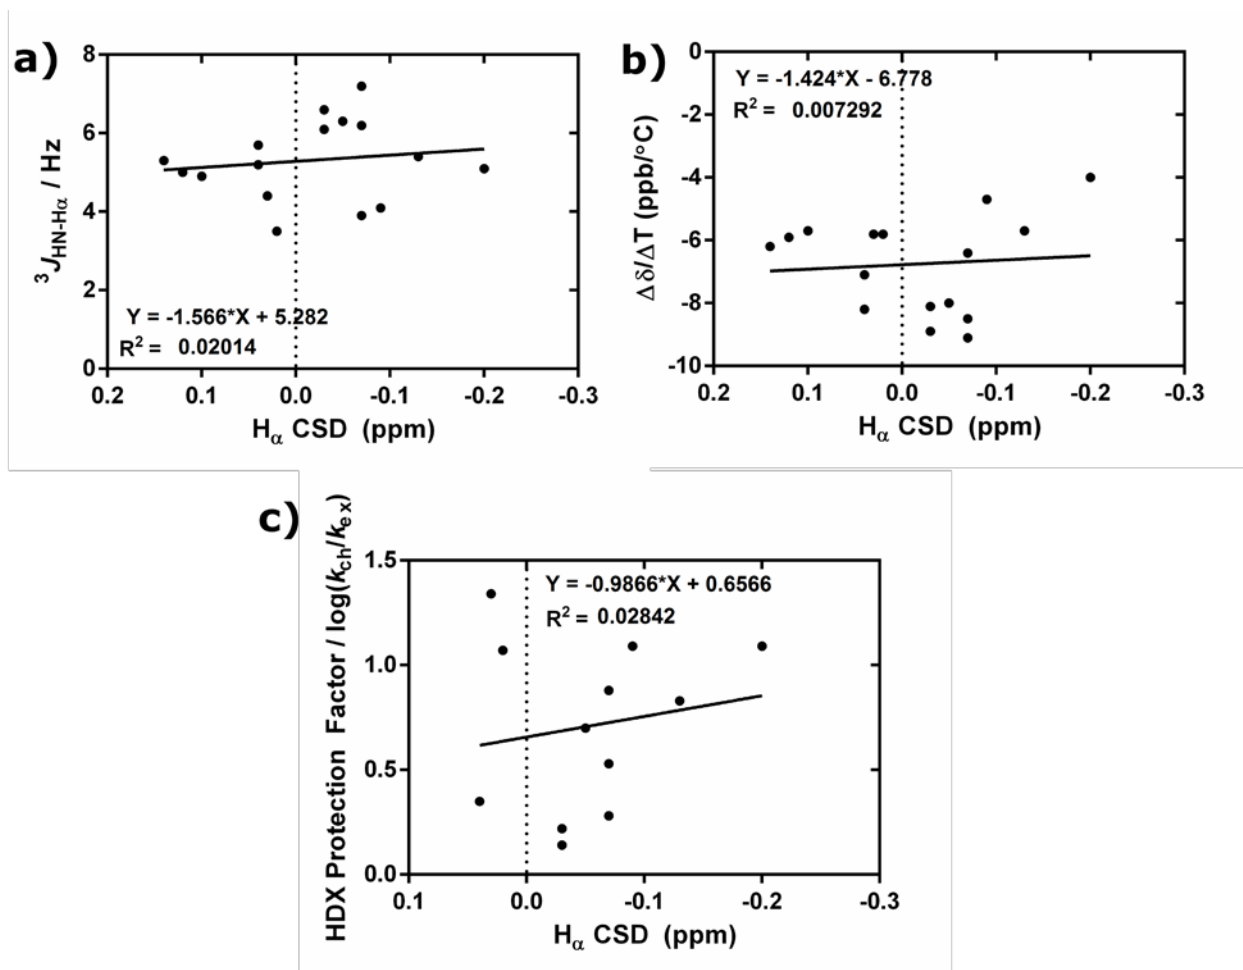 a)
8
6
4
2
0
³J_HN-Hα / Hz
Y = -1.566*X + 5.282
R² = 0.02014
0.2 0.1 0.0 -0.1 -0.2 -0.3
Hα CSD (ppm)
b)
0
-2
-4
-6
-8
-10
Δδ/ΔT (ppb/°C)
Y = -1.424*X - 6.778
R² = 0.007292
0.2 0.1 0.0 -0.1 -0.2 -0.3
Hα CSD (ppm)
c)
1.5
1.0
0.5
0.0
HDX Protection Factor / log(k_ch/k_ex)
Y = -0.9866*X + 0.6566
R² = 0.02842
0.1 0.0 -0.1 -0.2 -0.3
Hα CSD (ppm)